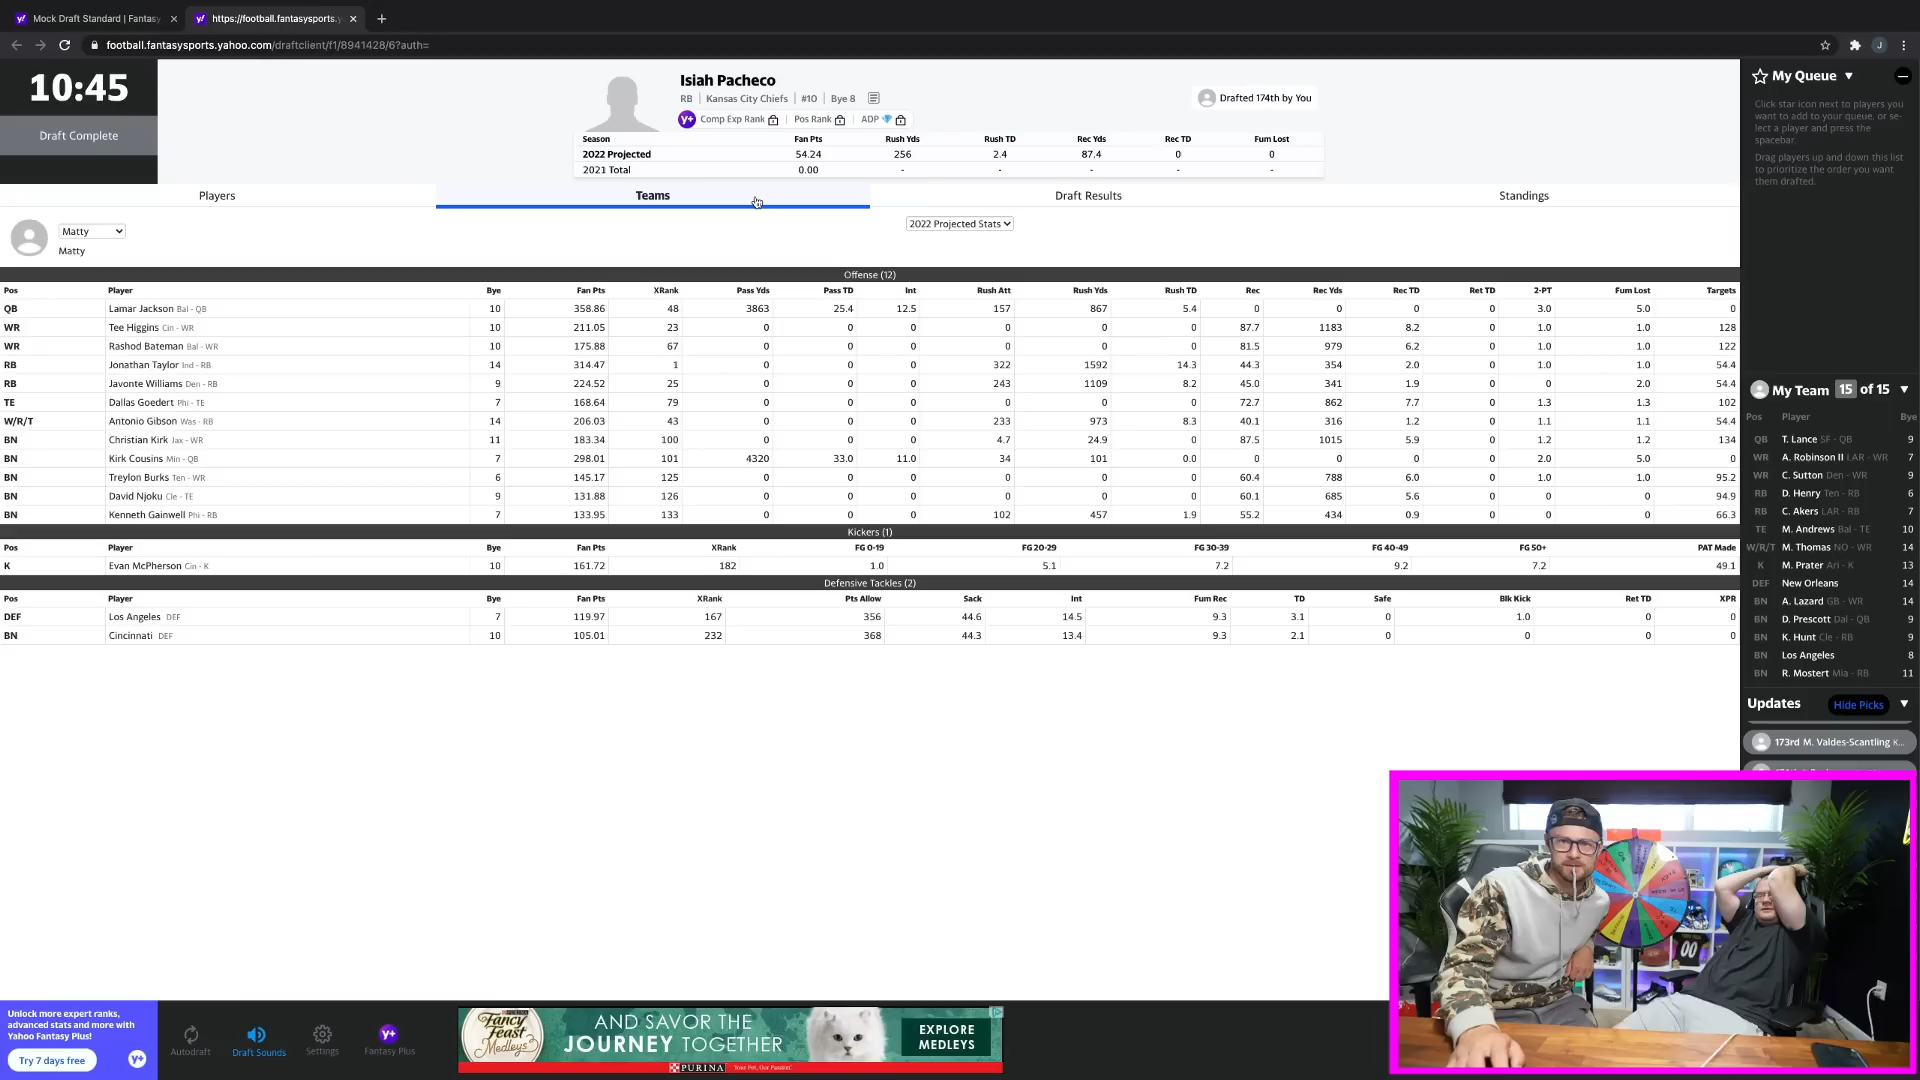 Mock Draft Standard | Fantasy
https://football.fantasysports.y
football.fantasysports.yahoo.com/draftclient/f1/8941428/6?auth=
J
10:45
Draft Complete
Isiah Pacheco
RB | Kansas City Chiefs | #10 | Bye 8
Y+ Comp Exp Rank | Pos Rank | ADP
Drafted 174th by You
Season Fan Pts Rush Yds Rush TD Rec Yds Rec TD Fum Lost
2022 Projected 54.24 256 2.4 87.4 0 0
2021 Total 0.00 - - - - -
Players Teams Draft Results Standings
Matty
Matty
2022 Projected Stats
Offense (12)
Pos Player Bye Fan Pts XRank Pass Yds Pass TD Int Rush Att Rush Yds Rush TD Rec Rec Yds Rec TD Ret TD 2-PT Fum Lost Targets
QB Lamar Jackson Bal - QB 10 358.86 48 3863 25.4 12.5 157 867 5.4 0 0 0 0 3.0 5.0 0
WR Tee Higgins Cin - WR 10 211.05 23 0 0 0 0 0 0 87.7 1183 8.2 0 1.0 1.0 128
WR Rashod Bateman Bal - WR 10 175.88 67 0 0 0 0 0 0 81.5 979 6.2 0 1.0 1.0 122
RB Jonathan Taylor Ind - RB 14 314.47 1 0 0 0 322 1592 14.3 44.3 354 2.0 0 1.0 1.0 54.4
RB Javonte Williams Den - RB 9 224.52 25 0 0 0 243 1109 8.2 45.0 341 1.9 0 0 2.0 54.4
TE Dallas Goedert Phi - TE 7 168.64 79 0 0 0 0 0 0 72.7 862 7.7 0 1.3 1.3 102
W/R/T Antonio Gibson Was - RB 14 206.03 43 0 0 0 233 973 8.3 40.1 316 1.2 0 1.1 1.1 54.4
BN Christian Kirk Jax - WR 11 183.34 100 0 0 0 4.7 24.9 0 87.5 1015 5.9 0 1.2 1.2 134
BN Kirk Cousins Min - QB 7 298.01 101 4320 33.0 11.0 34 101 0.0 0 0 0 0 2.0 5.0 0
BN Treylon Burks Ten - WR 6 145.17 125 0 0 0 0 0 0 60.4 788 6.0 0 1.0 1.0 95.2
BN David Njoku Cle - TE 9 131.88 126 0 0 0 0 0 0 60.1 685 5.6 0 0 0 94.9
BN Kenneth Gainwell Phi - RB 7 133.95 133 0 0 0 102 457 1.9 55.2 434 0.9 0 0 0 66.3
Kickers (1)
Pos Player Bye Fan Pts XRank FG 0-19 FG 20-29 FG 30-39 FG 40-49 FG 50+ PAT Made
K Evan McPherson Cin - K 10 161.72 182 1.0 5.1 7.2 9.2 7.2 49.1
Defensive Tackles (2)
Pos Player Bye Fan Pts XRank Pts Allow Sack Int Fum Rec TD Safe Blk Kick Ret TD XPR
DEF Los Angeles DEF 7 119.97 167 356 44.6 14.5 9.3 3.1 0 1.0 0 0
BN Cincinnati DEF 10 105.01 232 368 44.3 13.4 9.3 2.1 0 0 0 0
My Queue
Click star icon next to players you
want to add to your queue, or se-
lect a player and press the
spacebar.
Drag players up and down this list
to prioritize the order you want
them drafted.
My Team 15 of 15
Pos Player Bye
QB T. Lance SF - QB 9
WR A. Robinson II LAR - WR 7
WR C. Sutton Den - WR 9
RB D. Henry Ten - RB 6
RB C. Akers LAR - RB 7
TE M. Andrews Bal - TE 10
W/R/T M. Thomas NO - WR 14
K M. Prater Ari - K 13
DEF New Orleans 14
BN A. Lazard GB - WR 14
BN D. Prescott Dal - QB 9
BN K. Hunt Cle - RB 9
BN Los Angeles 8
BN R. Mostert Mia - RB 11
Updates Hide Picks
173rd M. Valdes-Scantling K...
00
Unlock more expert ranks,
advanced stats and more with
Yahoo Fantasy Plus!
Try 7 days free
Y+
Autodraft Draft Sounds Settings Fantasy Plus
Fancy Feast Medleys
AND SAVOR THE
JOURNEY TOGETHER
EXPLORE
MEDLEYS
PURINA Your Pet, Our Passion.